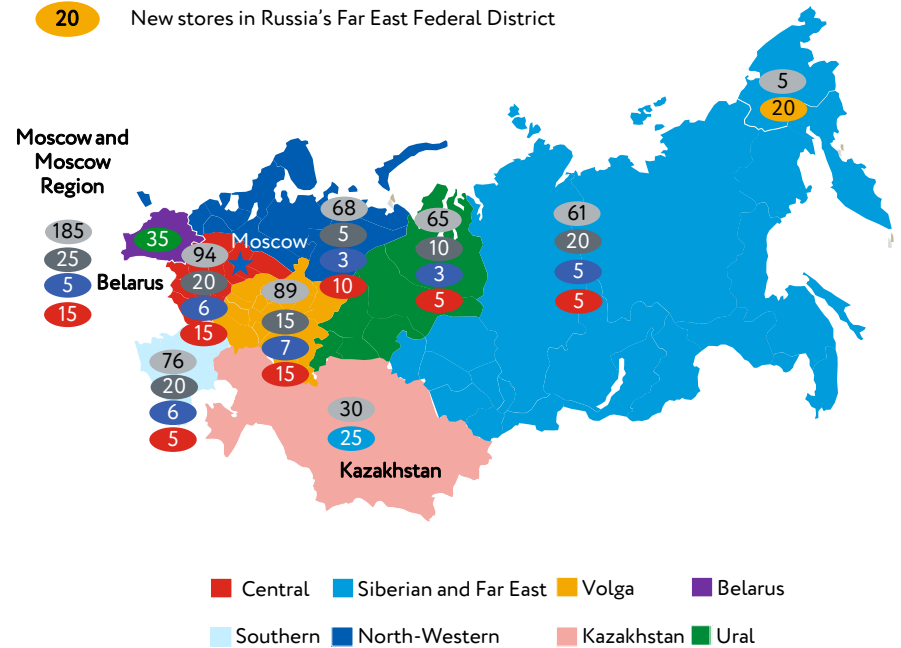 20 New stores in Russia's Far East Federal District
5
20
Moscow and
Moscow
Region
185
25
5
15
Belarus
35
Moscow
94
20
6
15
68
5
3
10
65
10
3
5
61
20
5
5
89
15
7
15
76
20
6
5
30
25
Kazakhstan
Central
Siberian and Far East
Volga
Belarus
Southern
North-Western
Kazakhstan
Ural